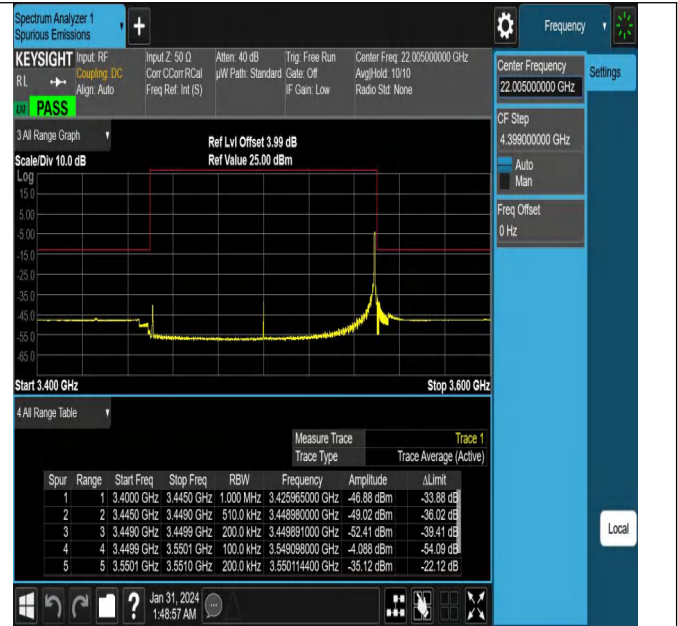 Spectrum Analyzer 1
Spurious Emissions
Frequency
KEYSIGHT Input: RF Input Z: 50 Ω Atten: 40 dB Trig: Free Run Center Freq: 22.005000000 GHz
RL Coupling: DC Corr CCorr RCal µW Path: Standard Gate: Off Avg|Hold: 10/10
Align: Auto Freq Ref: Int (S) IF Gain: Low Radio Std: None
PASS
Center Frequency
22.005000000 GHz
Settings
CF Step
4.399000000 GHz
Auto
Man
Freq Offset
0 Hz
3 All Range Graph
Ref Lvl Offset 3.99 dB
Scale/Div 10.0 dB Ref Value 25.00 dBm
Log
15.0
5.00
-5.00
-15.0
-25.0
-35.0
-45.0
-55.0
-65.0
Start 3.400 GHz Stop 3.600 GHz
4 All Range Table
Measure Trace Trace 1
Trace Type Trace Average (Active)
Spur Range Start Freq Stop Freq RBW Frequency Amplitude ΔLimit
1 1 3.4000 GHz 3.4450 GHz 1.000 MHz 3.425965000 GHz -46.88 dBm -33.88 dB
2 2 3.4450 GHz 3.4490 GHz 510.0 kHz 3.448980000 GHz -49.02 dBm -36.02 dB
3 3 3.4490 GHz 3.4499 GHz 200.0 kHz 3.449891000 GHz -52.41 dBm -39.41 dB
4 4 3.4499 GHz 3.5501 GHz 100.0 kHz 3.549098000 GHz -4.088 dBm -54.09 dB
5 5 3.5501 GHz 3.5510 GHz 200.0 kHz 3.550114400 GHz -35.12 dBm -22.12 dB
Local
Jan 31, 2024
1:48:57 AM